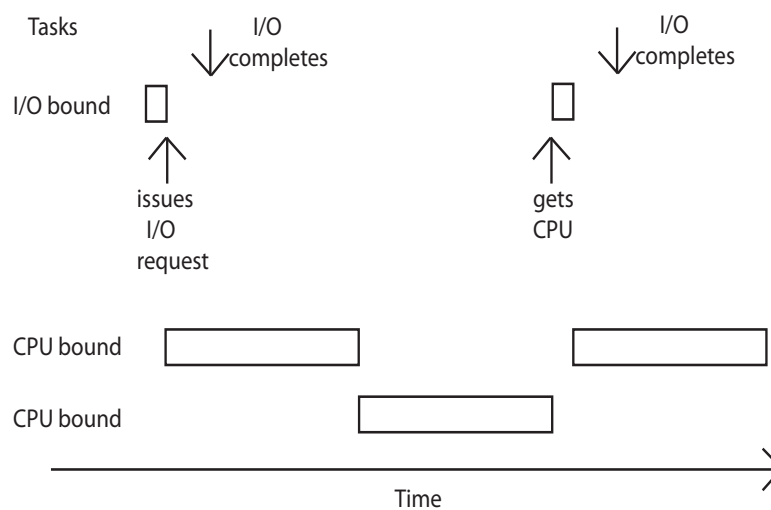 Tasks
I/O
completes
I/O
completes
I/O bound
issues
I/O
request
gets
CPU
CPU bound
CPU bound
Time